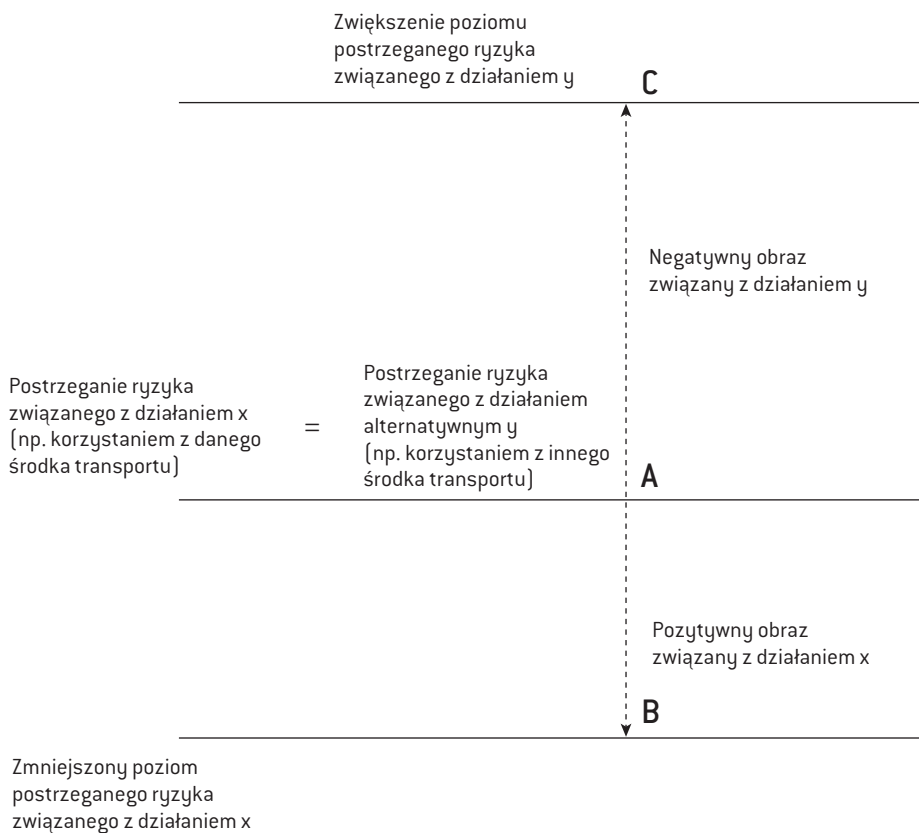 Zwiększenie poziomu
postrzeganego ryzyka
związanego z działaniem y
C
Negatywny obraz
związany z działaniem y
Postrzeganie ryzyka
związanego z działaniem x
(np. korzystaniem z danego
środka transportu)
=
Postrzeganie ryzyka
związanego z działaniem
alternatywnym y
(np. korzystaniem z innego
środka transportu)
A
Pozytywny obraz
związany z działaniem x
B
Zmniejszony poziom
postrzeganego ryzyka
związanego z działaniem x